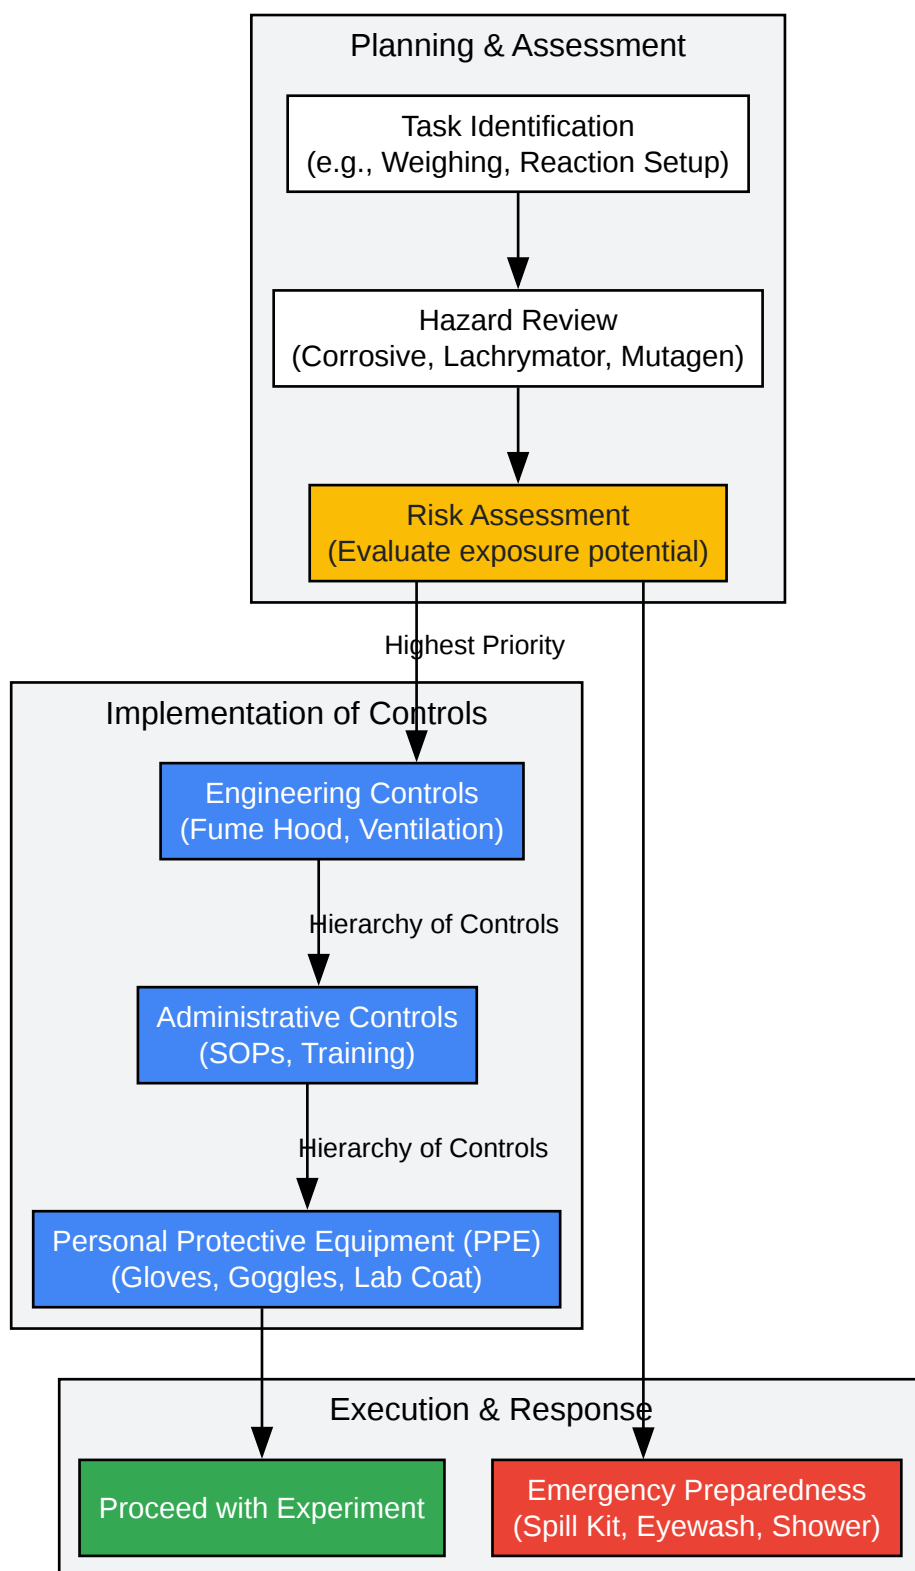 Planning & Assessment
Task Identification
(e.g., Weighing, Reaction Setup)
Hazard Review
(Corrosive, Lachrymator, Mutagen)
Risk Assessment
(Evaluate exposure potential)
Highest Priority
Implementation of Controls
Engineering Controls
(Fume Hood, Ventilation)
Hierarchy of Controls
Administrative Controls
(SOPs, Training)
Hierarchy of Controls
Personal Protective Equipment (PPE)
(Gloves, Goggles, Lab Coat)
Execution & Response
Proceed with Experiment
Emergency Preparedness
(Spill Kit, Eyewash, Shower)